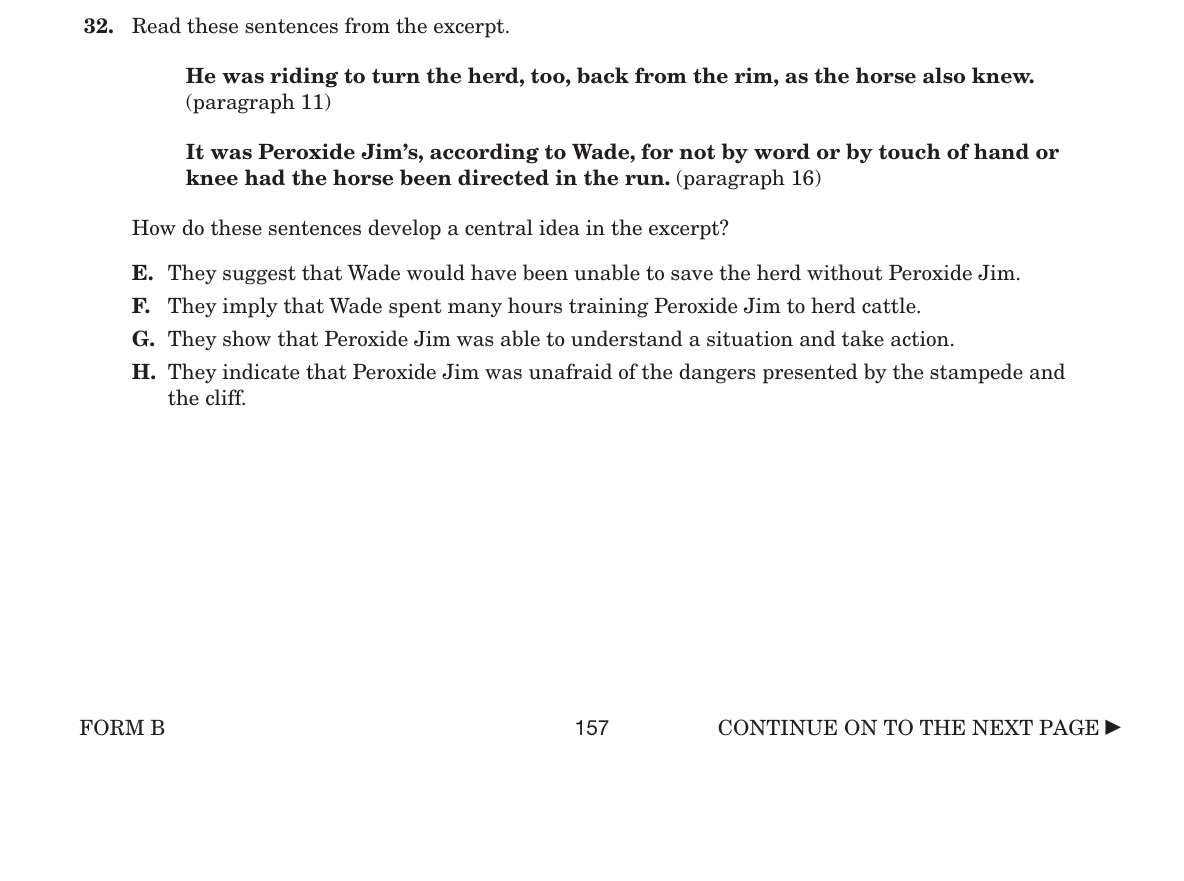 32. Read these sentences from the excerpt.
He was riding to turn the herd, too, back from the rim, as the horse also knew.
(paragraph 11)
It was Peroxide Jim’s, according to Wade, for not by word or by touch of hand or
knee had the horse been directed in the run. (paragraph 16)
How do these sentences develop a central idea in the excerpt?
E. They suggest that Wade would have been unable to save the herd without Peroxide Jim.
F. They imply that Wade spent many hours training Peroxide Jim to herd cattle.
G. They show that Peroxide Jim was able to understand a situation and take action.
H. They indicate that Peroxide Jim was unafraid of the dangers presented by the stampede and
the cliff.
FORM B 157 CONTINUE ON TO THE NEXT PAGE ►